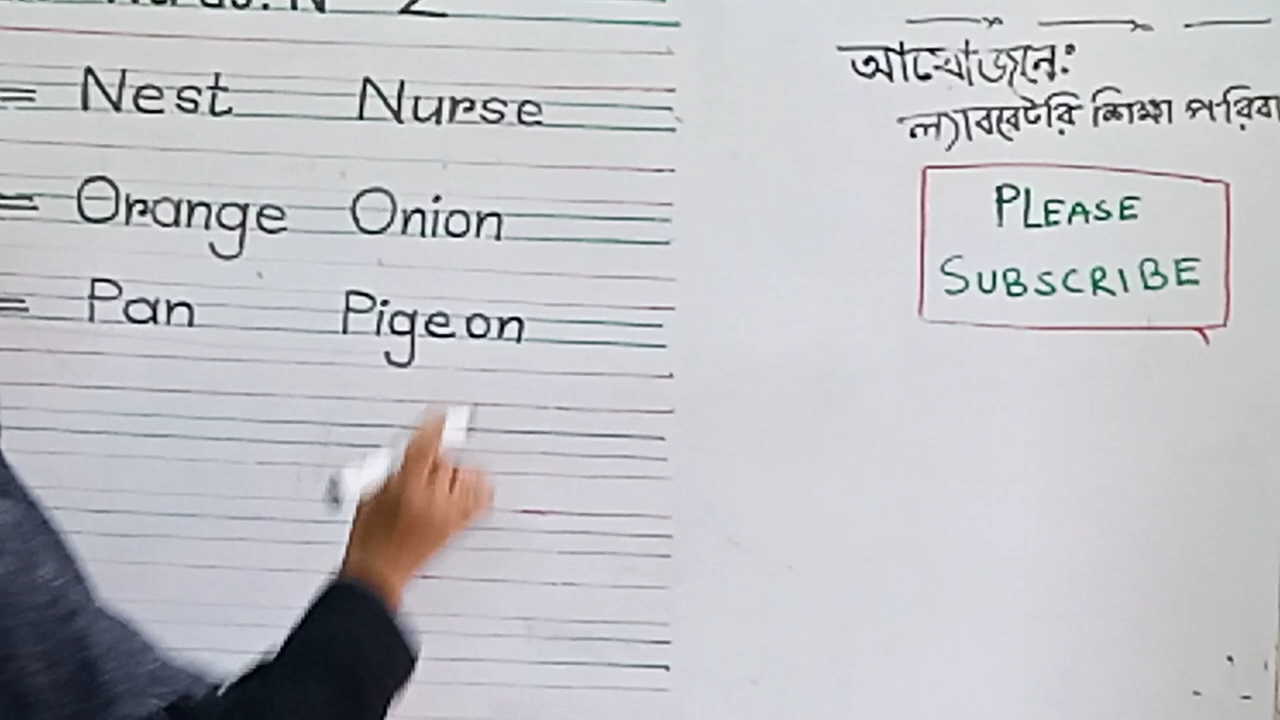 = Nest Nurse
= Orange Onion
= Pan Pigeon
আয়োজনে:
ল্যাবরেটরি শিক্ষা
PLEASE
SUBSCRIBE